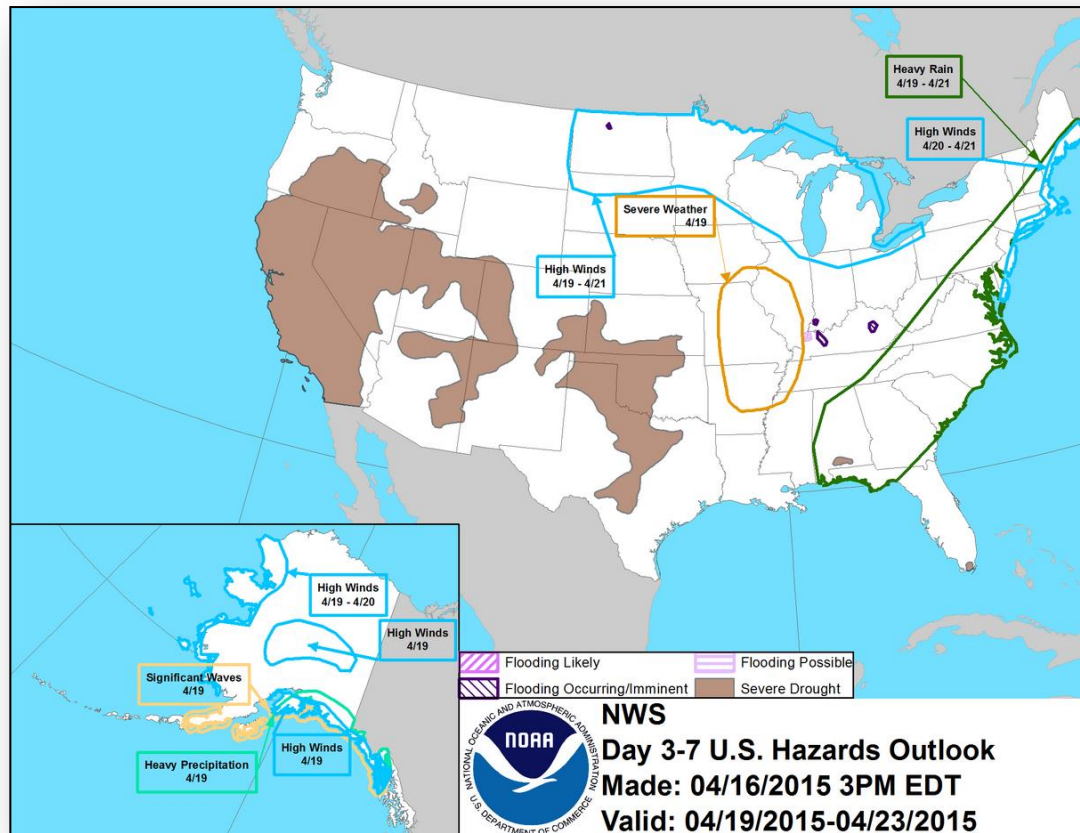 Heavy Rain
4/19 - 4/21
High Winds
4/20 - 4/21
Severe Weather
4/19
High Winds
4/19 - 4/21
High Winds
4/19 - 4/20
High Winds
4/19
Significant Waves
4/19
Heavy Precipitation
4/19
High Winds
4/19
Flooding Likely
Flooding Possible
Flooding Occurring/Imminent
Severe Drought
NATIONAL OCEANIC AND ATMOSPHERIC ADMINISTRATION
NOAA
U.S. DEPARTMENT OF COMMERCE
NWS
Day 3-7 U.S. Hazards Outlook
Made: 04/16/2015 3PM EDT
Valid: 04/19/2015-04/23/2015